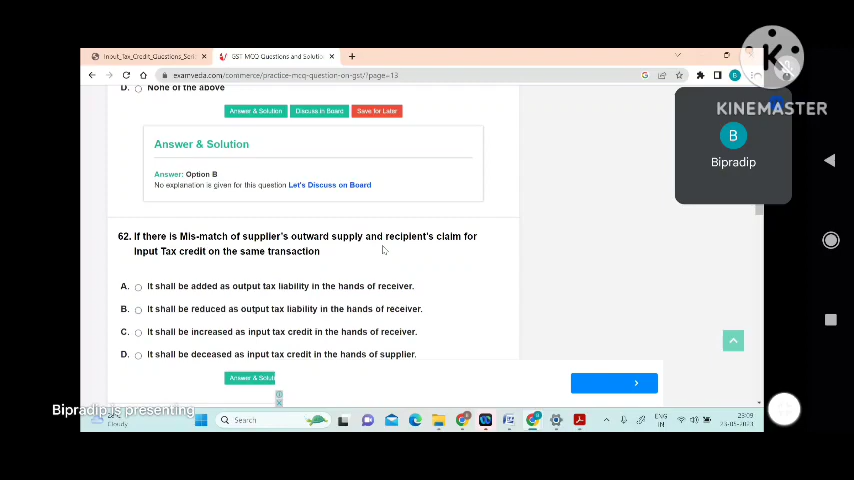 Input_Tax_Credit_Questions_Seri
GST MCQ Questions and Solution
examveda.com/commerce/practice-mcq-question-on-gst/?page=13
KINEMASTER
B
Bipradip
D. None of the above
Answer & Solution
Discuss in Board
Save for Later
Answer & Solution
Answer: Option B
No explanation is given for this question Let's Discuss on Board
62. If there is Mis-match of supplier's outward supply and recipient's claim for
Input Tax credit on the same transaction
A. It shall be added as output tax liability in the hands of receiver.
B. It shall be reduced as output tax liability in the hands of receiver.
C. It shall be increased as input tax credit in the hands of receiver.
D. It shall be deceased as input tax credit in the hands of supplier.
Answer & Soluti
Bipradip is presenting
Cloudy
Search
ENG
IN
23:09